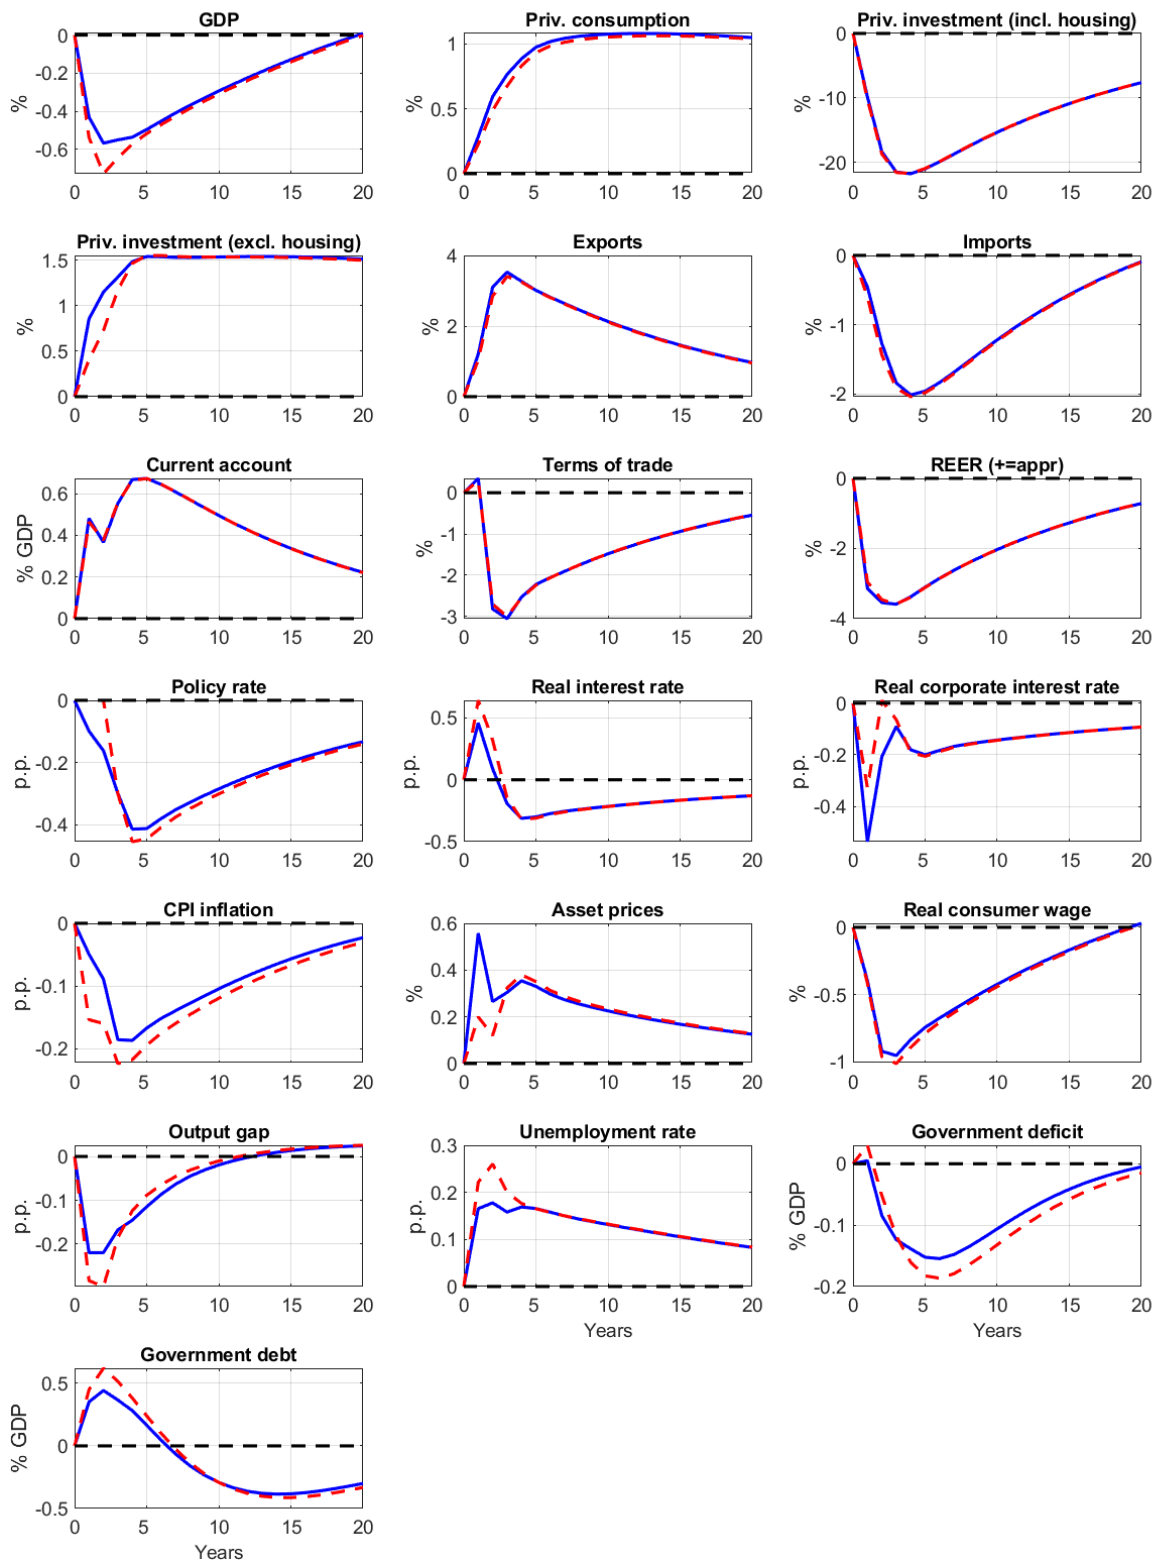 GDP
%
0
-0.2
-0.4
-0.6
0 5 10 15 20
Priv. consumption
%
1
0.5
0
0 5 10 15 20
Priv. investment (incl. housing)
%
0
-10
-20
0 5 10 15 20
Priv. investment (excl. housing)
%
1.5
1
0.5
0
0 5 10 15 20
Exports
%
4
2
0
0 5 10 15 20
Imports
%
0
-1
-2
0 5 10 15 20
Current account
% GDP
0.6
0.4
0.2
0
0 5 10 15 20
Terms of trade
%
0
-1
-2
-3
0 5 10 15 20
REER (+=appr)
%
0
-2
-4
0 5 10 15 20
Policy rate
p.p.
0
-0.2
-0.4
0 5 10 15 20
Real interest rate
p.p.
0.5
0
-0.5
0 5 10 15 20
Real corporate interest rate
p.p.
0
-0.2
-0.4
0 5 10 15 20
CPI inflation
p.p.
0
-0.1
-0.2
0 5 10 15 20
Asset prices
%
0.6
0.4
0.2
0
0 5 10 15 20
Real consumer wage
%
0
-0.5
-1
0 5 10 15 20
Output gap
p.p.
0
-0.1
-0.2
0 5 10 15 20
Unemployment rate
p.p.
0.3
0.2
0.1
0
0 5 10 15 20
Years
Government deficit
% GDP
0
-0.1
-0.2
0 5 10 15 20
Years
Government debt
% GDP
0.5
0
-0.5
0 5 10 15 20
Years